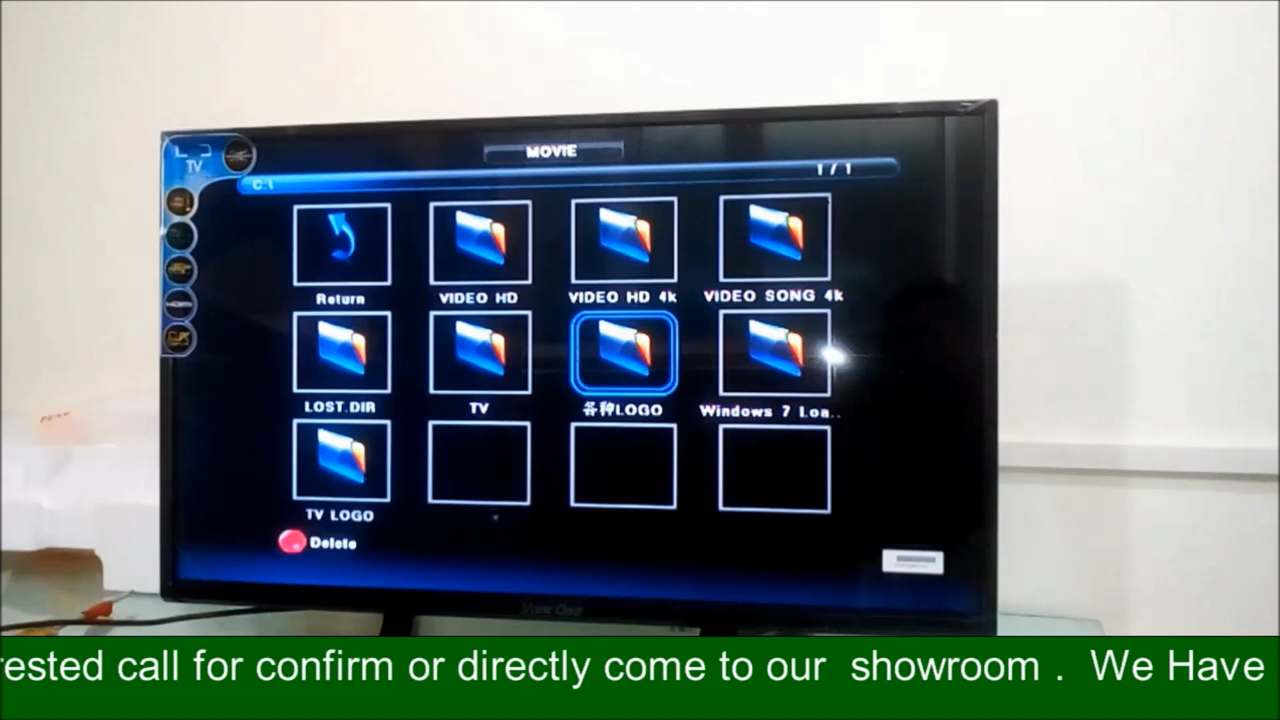 MOVIE
TV
C:\
1 / 1
Return
VIDEO HD
VIDEO HD 4k
VIDEO SONG 4k
LOST.DIR
TV
各种LOGO
Windows 7 Loa..
TV LOGO
Delete
View One
rested call for confirm or directly come to our showroom . We Have